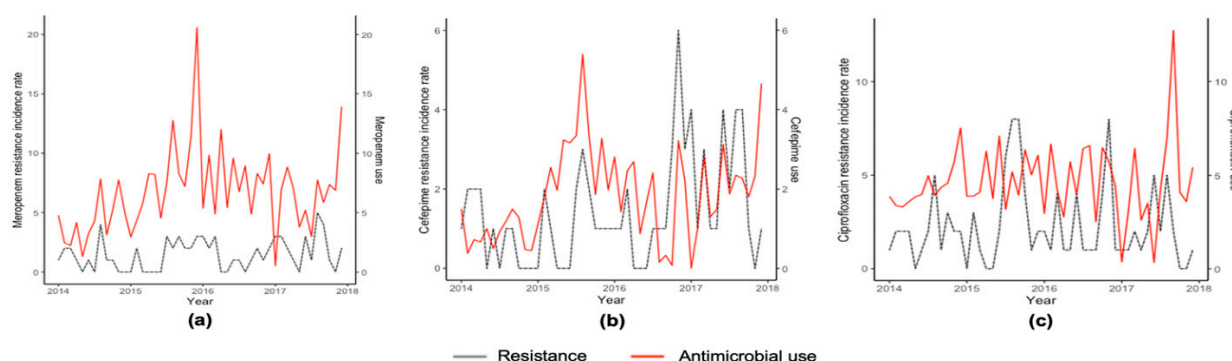 Meropenem resistance incidence rate
20
15
10
5
0
20
15
10
5
0
Meropenem use
2014 2015 2016 2017 2018
Year
(a)
Cefepime resistance incidence rate
6
4
2
0
6
4
2
0
Cefepime use
2014 2015 2016 2017 2018
Year
(b)
Ciprofloxacin resistance incidence rate
10
5
0
10
5
0
2014 2015 2016 2017 2018
Year
(c)
Resistance Antimicrobial use